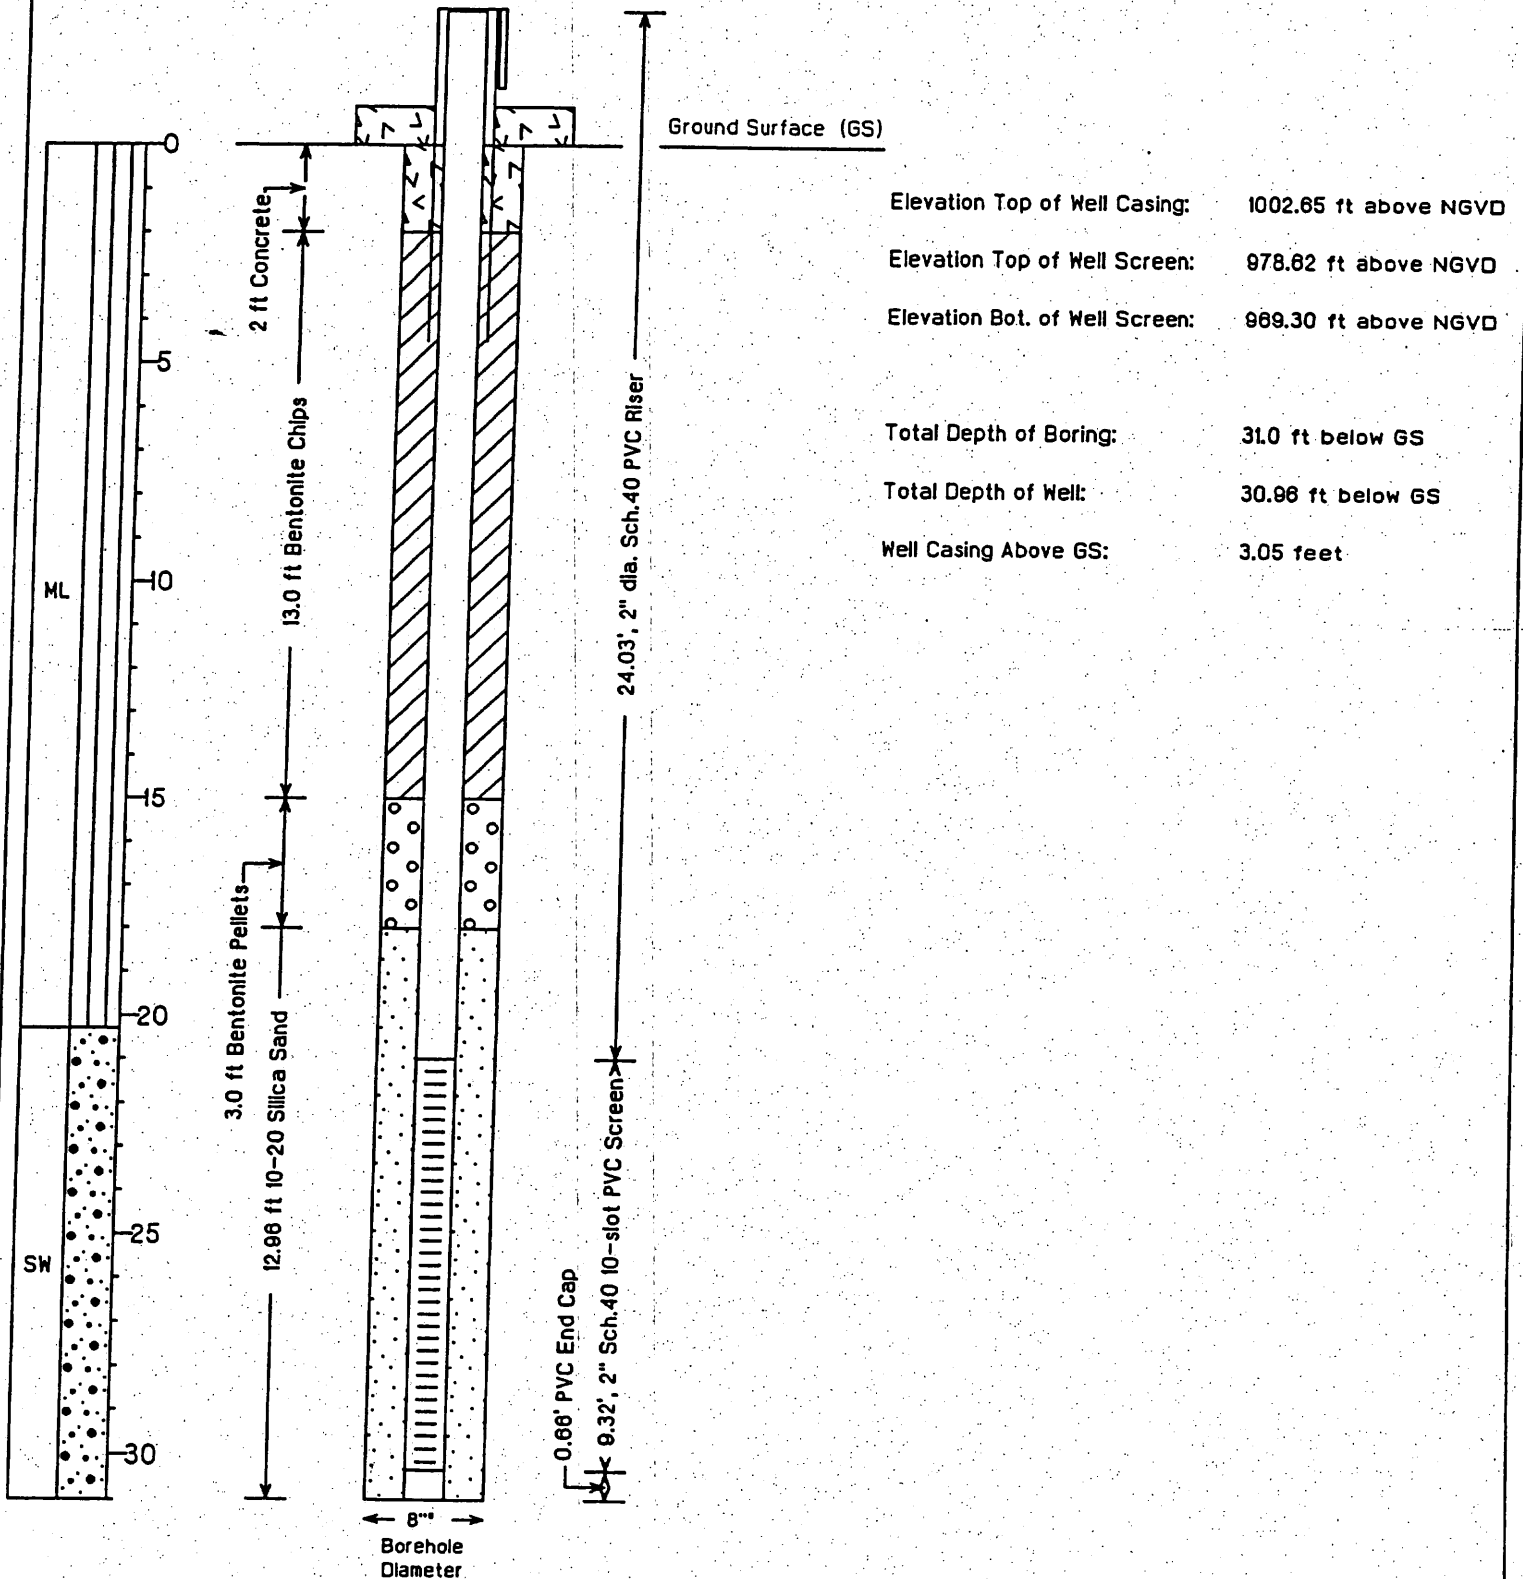 Ground Surface (GS)
Elevation Top of Well Casing: 1002.65 ft above NGVD
Elevation Top of Well Screen: 978.62 ft above NGVD
Elevation Bot. of Well Screen: 969.30 ft above NGVD
Total Depth of Boring: 31.0 ft below GS
Total Depth of Well: 30.96 ft below GS
Well Casing Above GS: 3.05 feet
0
5
10
15
20
25
30
ML
SW
2 ft Concrete
13.0 ft Bentonite Chips
3.0 ft Bentonite Pellets
12.96 ft 10-20 Silica Sand
24.03', 2" dia. Sch.40 PVC Riser
9.32', 2" Sch.40 10-slot PVC Screen
0.66' PVC End Cap
8""
Borehole
Diameter